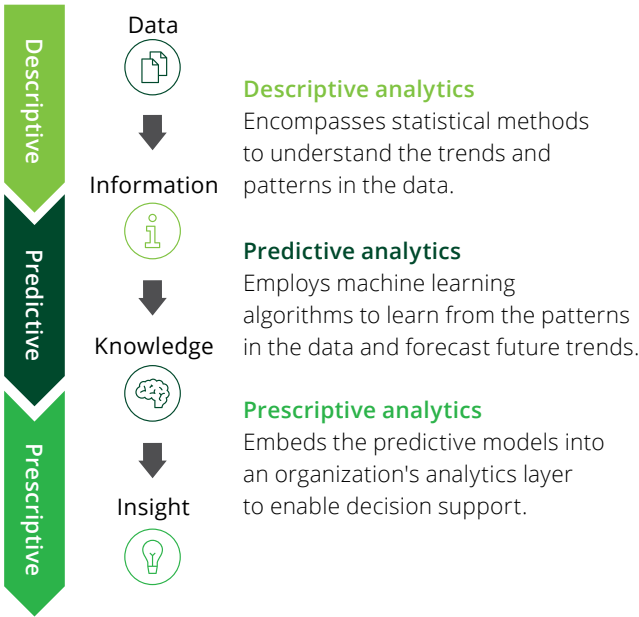 Descriptive
Predictive
Prescriptive
Data
Information
Knowledge
Insight
Descriptive analytics
Encompasses statistical methods
to understand the trends and
patterns in the data.
Predictive analytics
Employs machine learning
algorithms to learn from the patterns
in the data and forecast future trends.
Prescriptive analytics
Embeds the predictive models into
an organization's analytics layer
to enable decision support.